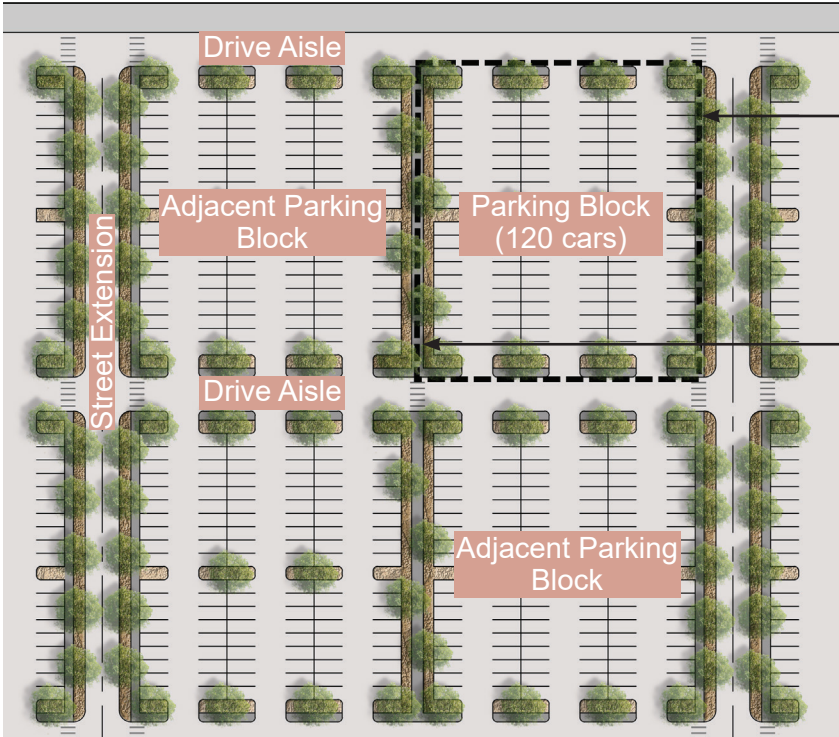 Drive Aisle
Adjacent Parking
Block
Parking Block
(120 cars)
Street Extension
Drive Aisle
Adjacent Parking
Block